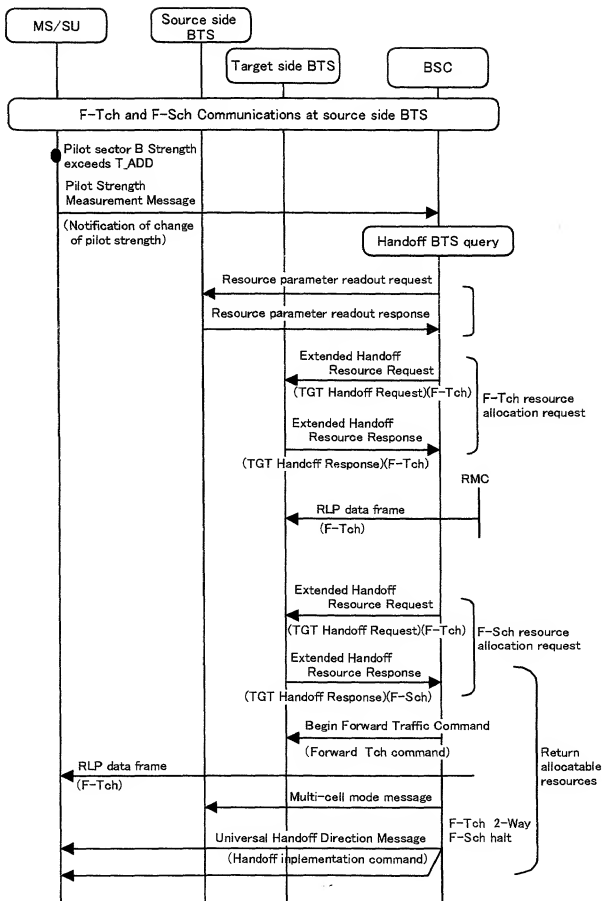 MS/SU
Source side
BTS
Target side BTS
BSC
F-Tch and F-Sch Communications at source side BTS
Pilot sector B Strength
exceeds T_ADD
Pilot Strength
Measurement Message
(Notification of change
of pilot strength)
Handoff BTS query
Resource parameter readout request
Resource parameter readout response
Extended Handoff
Resource Request
(TGT Handoff Request)(F-Tch)
F-Tch resource
allocation request
Extended Handoff
Resource Response
(TGT Handoff Response)(F-Tch)
RMC
RLP data frame
(F-Tch)
Extended Handoff
Resource Request
(TGT Handoff Request)(F-Tch)
F-Sch resource
allocation request
Extended Handoff
Resource Response
(TGT Handoff Response)(F-Sch)
Begin Forward Traffic Command
(Forward Tch command)
Return
allocatable
resources
RLP data frame
(F-Tch)
Multi-cell mode message
F-Tch 2-Way
F-Sch halt
Universal Handoff Direction Message
(Handoff inplementation command)